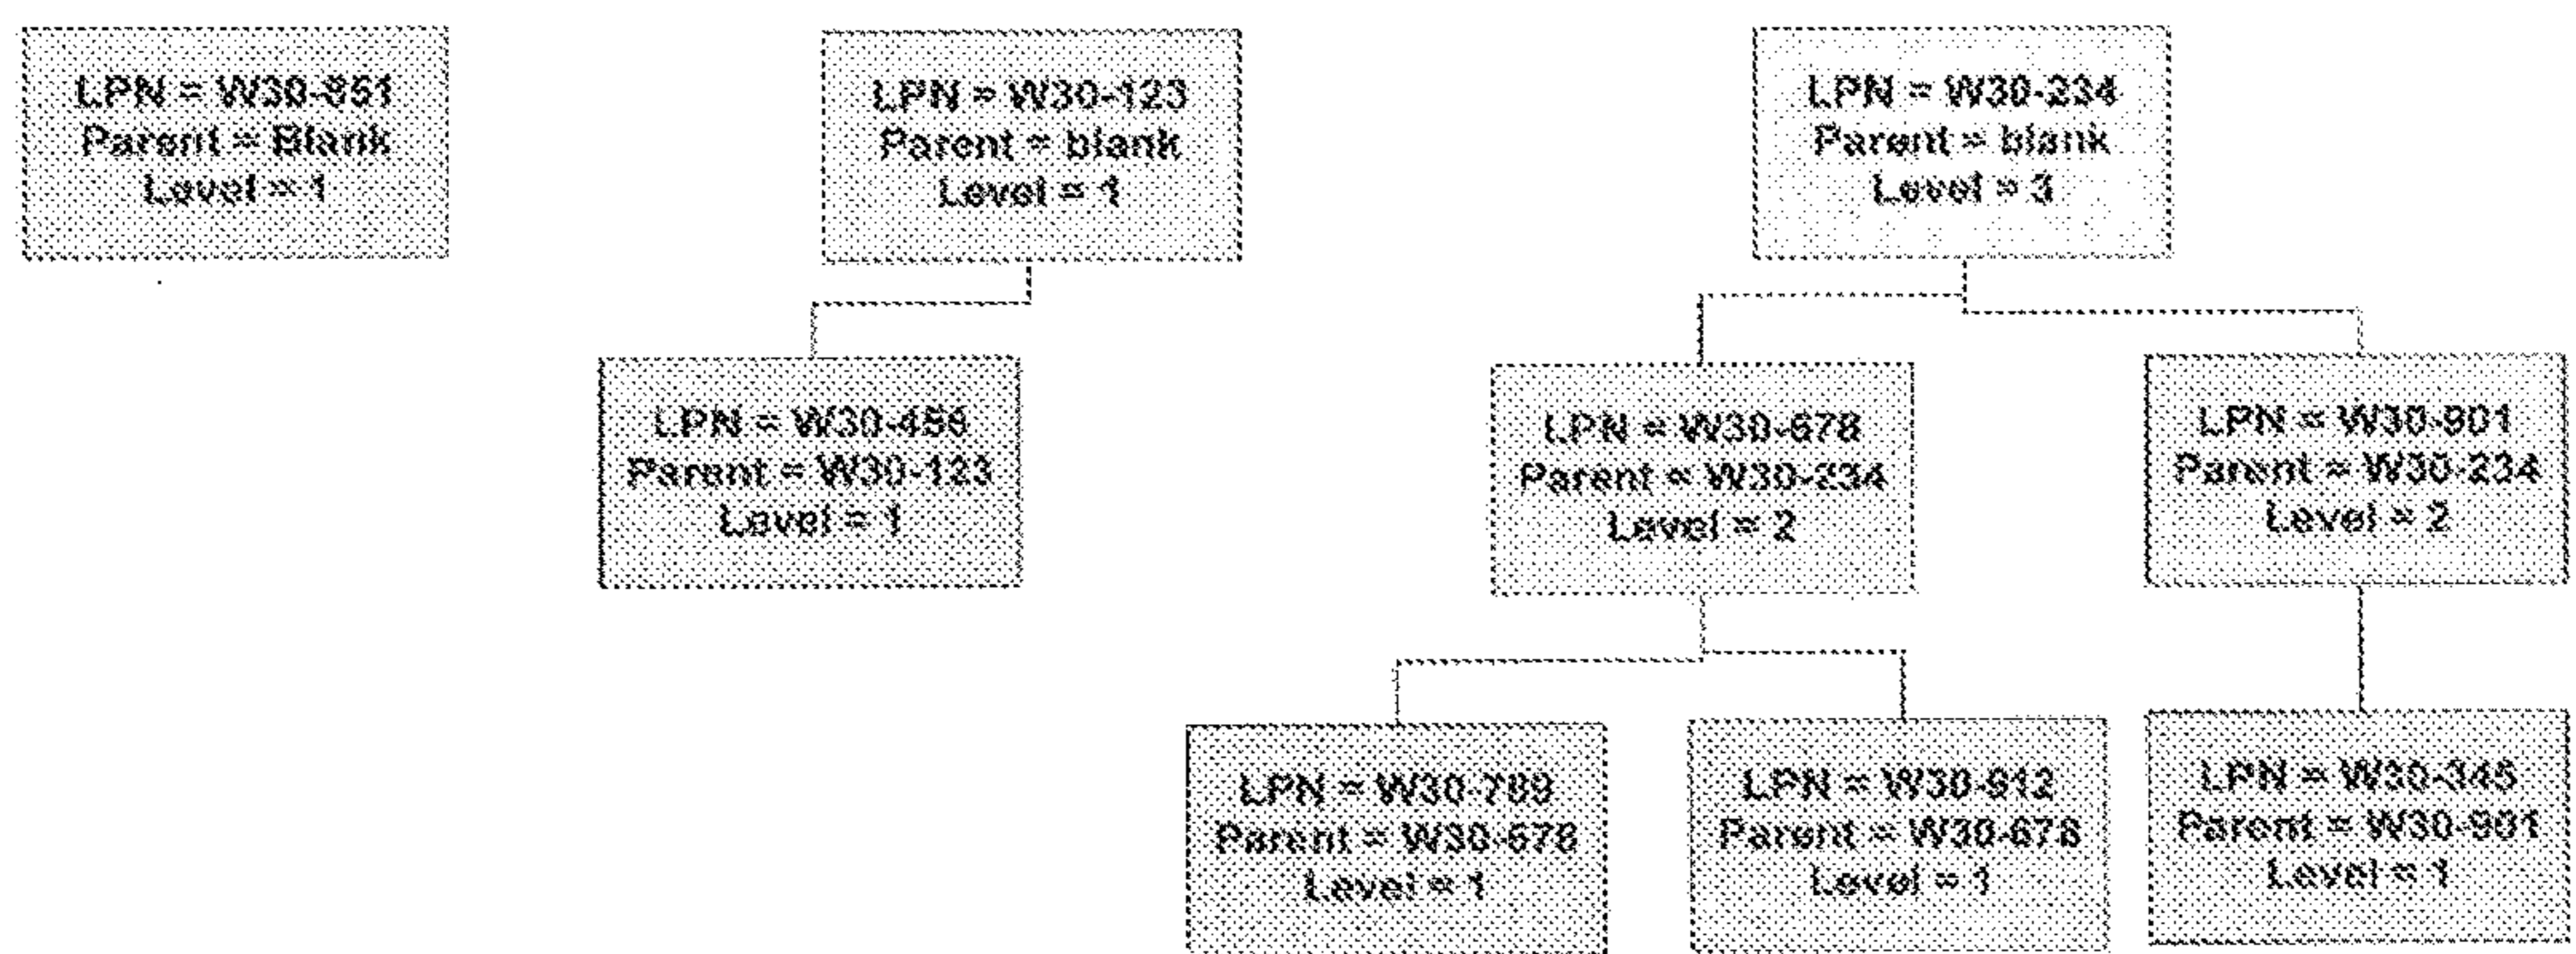 LPN = W30-851
Parent = Blank
Level = 1
LPN = W30-123
Parent = blank
Level = 1
LPN = W30-234
Parent = blank
Level = 3
LPN = W30-456
Parent = W30-123
Level = 1
LPN = W30-678
Parent = W30-234
Level = 2
LPN = W30-901
Parent = W30-234
Level = 2
LPN = W30-789
Parent = W30-678
Level = 1
LPN = W30-912
Parent = W30-678
Level = 1
LPN = W30-345
Parent = W30-901
Level = 1